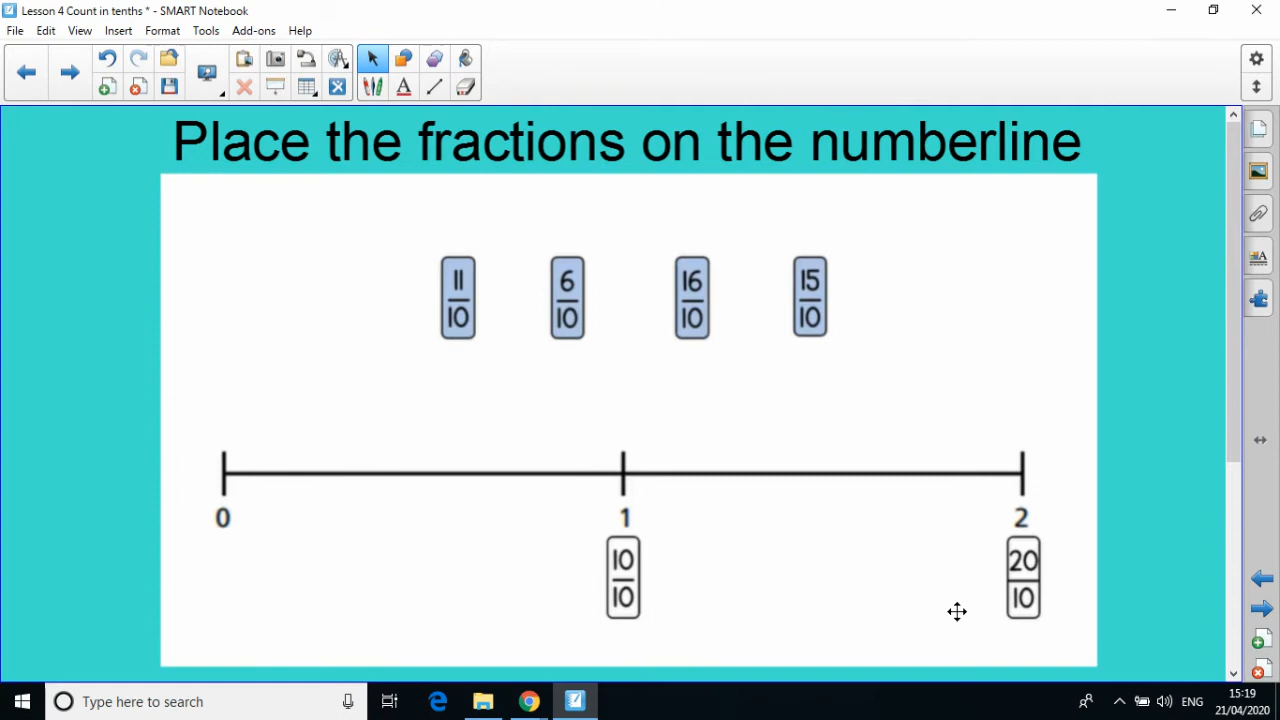 Lesson 4 Count in tenths * - SMART Notebook
File Edit View Insert Format Tools Add-ons Help
Place the fractions on the numberline
11/10 6/10 16/10 15/10
0 1 2
10/10 20/10
Type here to search
ENG
15:19
21/04/2020